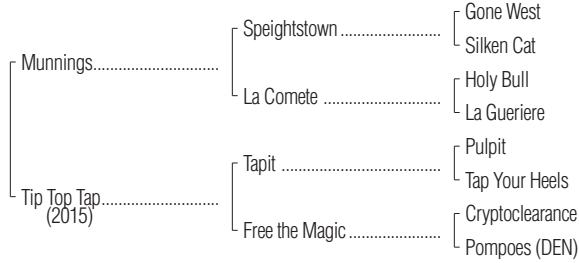 Gone West
Speightstown
Silken Cat
Munnings
Holy Bull
La Comete
La Gueriere
Pulpit
Tapit
Tap Your Heels
Tip Top Tap
(2015)
Cryptoclearance
Free the Magic
Pompoes (DEN)